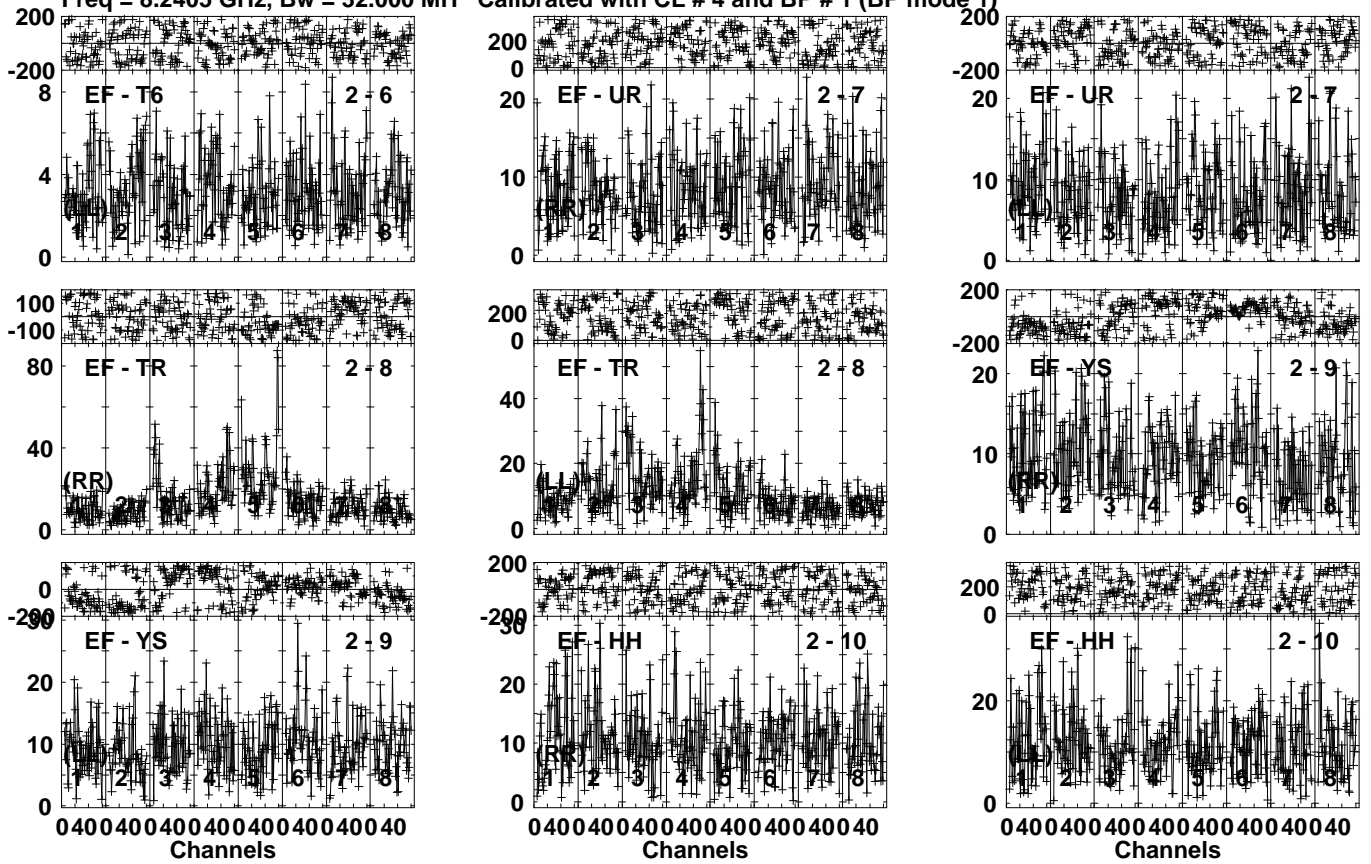 Freq = 8.2405 GHz, Bw = 32.000 MH Calibrated with CL # 4 and BP # 1 (BP mode 1)
200 200 200
-200 0 -200
EF - T6 2 - 6 EF - UR 2 - 7 EF - UR 2 - 7
8 20 20
4 10 10
(LL) (RR) (LL)
1 2 3 4 5 6 7 8 1 2 3 4 5 6 7 8 1 2 3 4 5 6 7 8
0 0 0
100 200 200
-100 0 -200
EF - TR 2 - 8 EF - TR 2 - 8 EF - YS 2 - 9
80 40 20
40 20 10
(RR) (LL) (RR)
1 2 3 4 5 6 7 8 1 2 3 4 5 6 7 8 1 2 3 4 5 6 7 8
0 0 0
0 200 200
-200 -200 0
30 30
EF - YS 2 - 9 EF - HH 2 - 10 EF - HH 2 - 10
20 20 20
10 10
(LL) (RR) (LL)
1 2 3 4 5 6 7 8 1 2 3 4 5 6 7 8 1 2 3 4 5 6 7 8
0 0 0
0 40 0 40 0 40 0 40 0 40 0 40 0 40 0 40 0 40 0 40 0 40 0 40 0 40 0 40 0 40 0 40 0 40 0 40 0 40 0 40 0 40 0 40 0 40 0 40
Channels Channels Channels